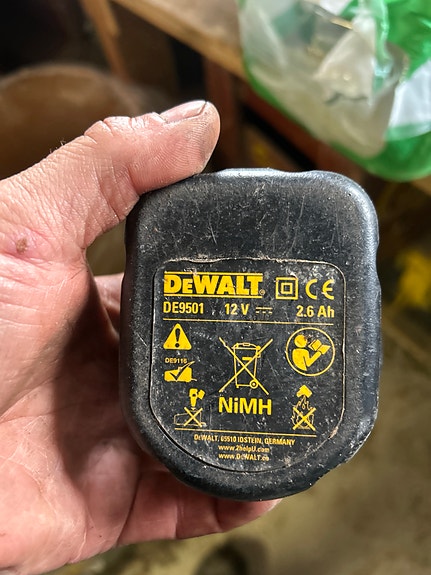 DEWALT
DE9501 12 V 2.6 Ah
DE9116
NiMH
DEWALT, 65510 IDSTEIN, GERMANY
www.2helpU.com
www.DEWALT.eu